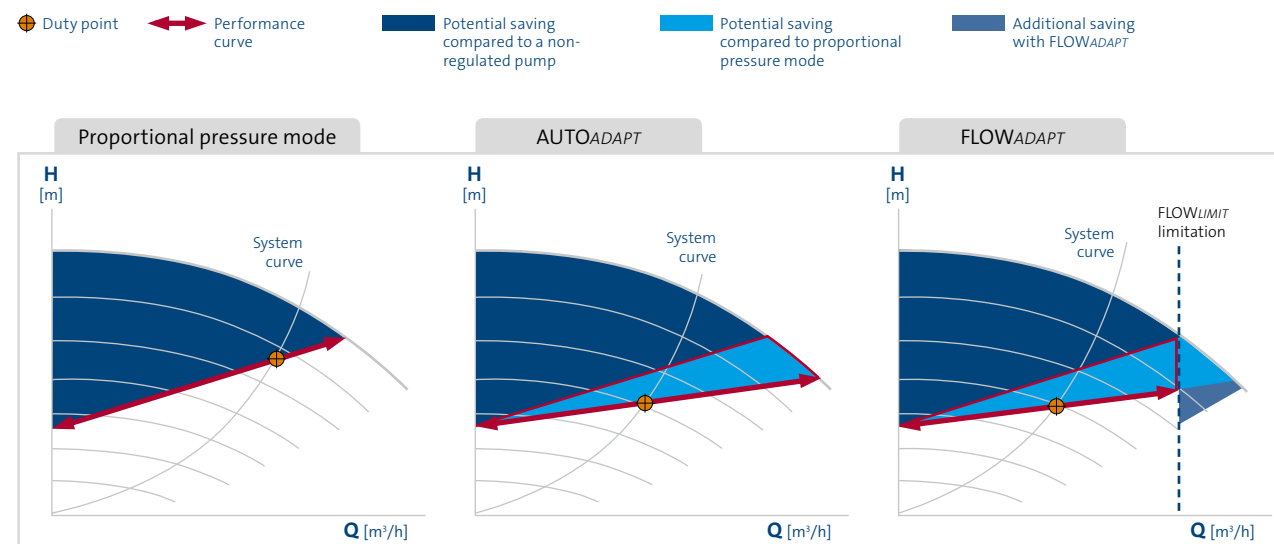 Duty point
Performance
curve
Potential saving
compared to a non-
regulated pump
Potential saving
compared to proportional
pressure mode
Additional saving
with FLOWADAPT
Proportional pressure mode
AUTOADAPT
FLOWADAPT
H
[m]
System
curve
Q [m³/h]
H
[m]
System
curve
Q [m³/h]
H
[m]
System
curve
FLOWLIMIT
limitation
Q [m³/h]